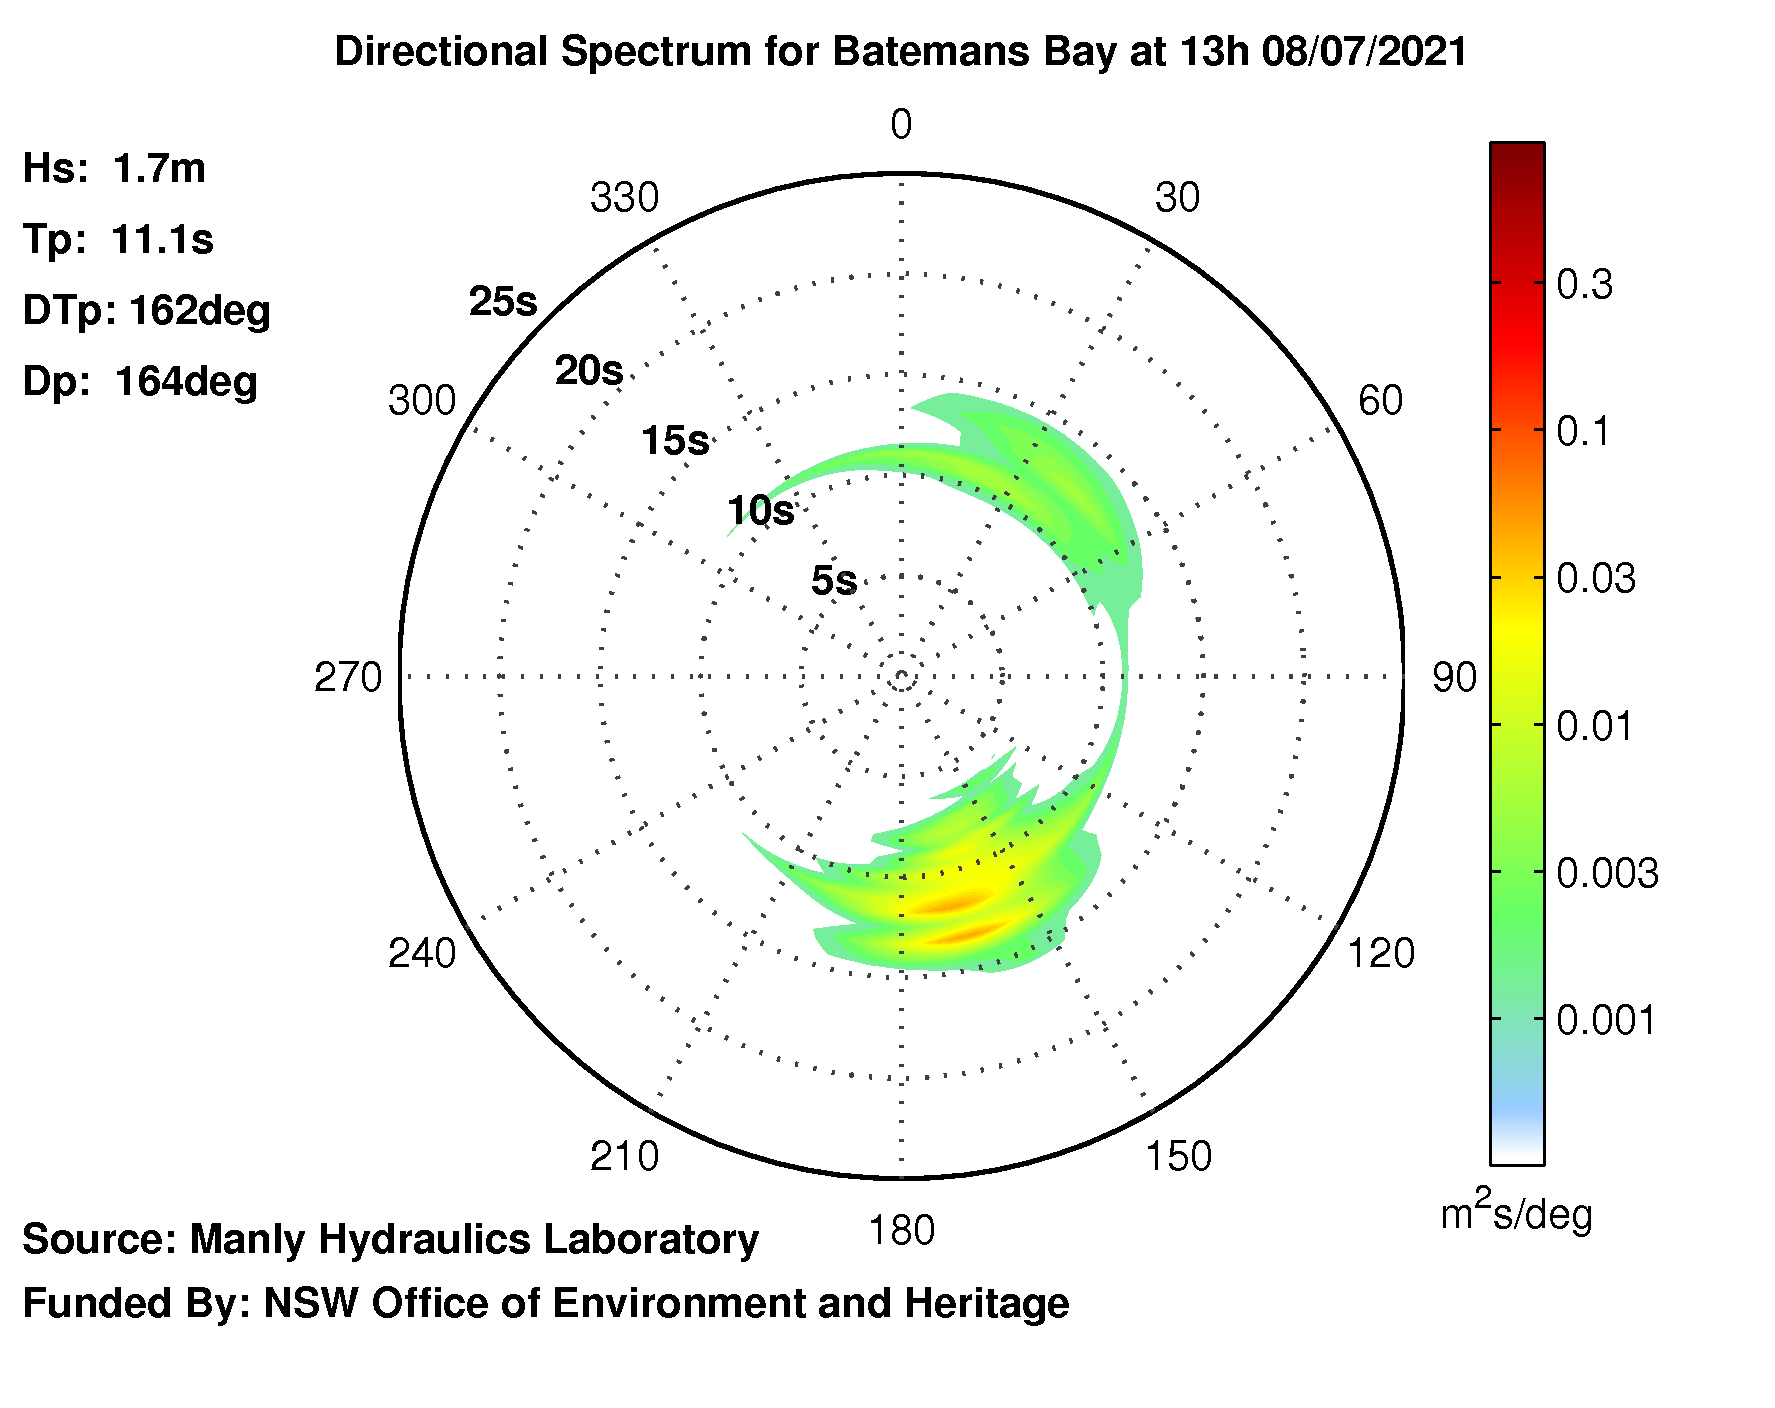 Directional Spectrum for Batemans Bay at 13h 08/07/2021
Hs: 1.7m
Tp: 11.1s
DTp: 162deg
Dp: 164deg
0
30
60
90
120
150
180
210
240
270
300
330
25s
20s
15s
10s
5s
0.3
0.1
0.03
0.01
0.003
0.001
m²s/deg
Source: Manly Hydraulics Laboratory
Funded By: NSW Office of Environment and Heritage